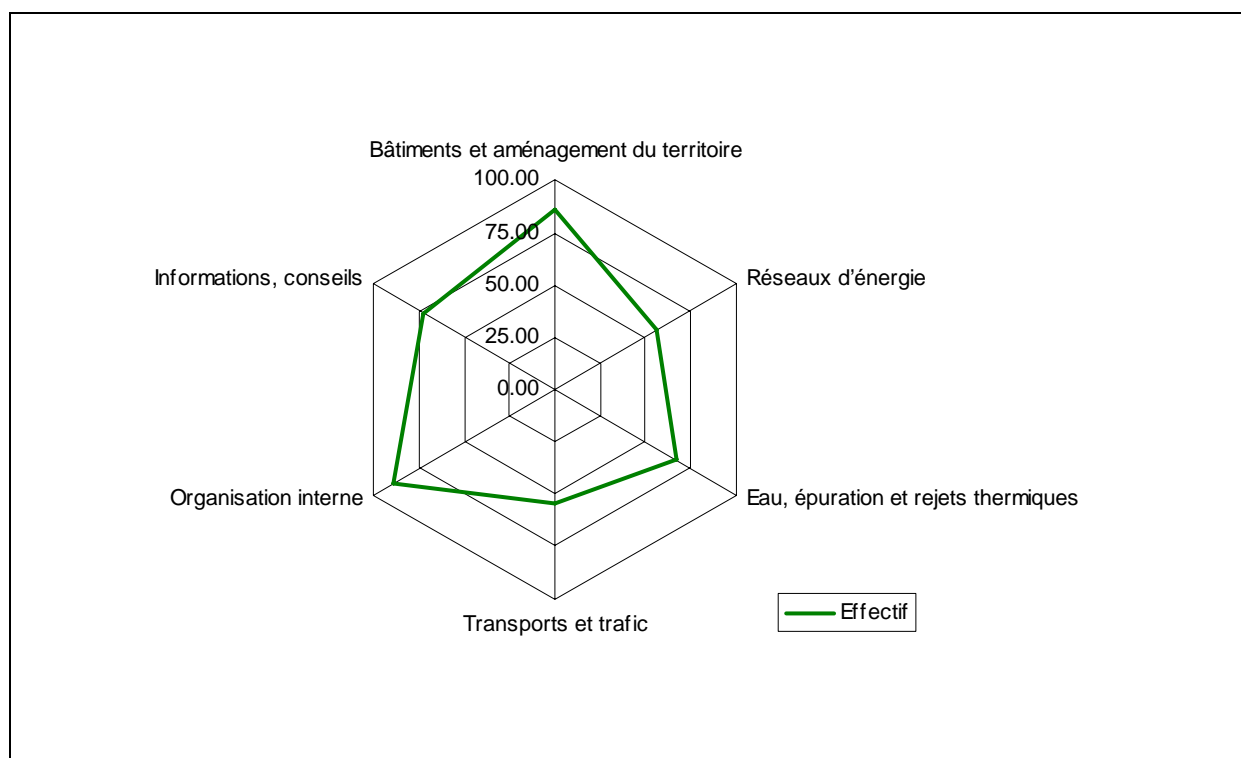 Bâtiments et aménagement du territoire
100.00
75.00
Informations, conseils
Réseaux d’énergie
50.00
25.00
0.00
Organisation interne
Eau, épuration et rejets thermiques
Transports et trafic
Effectif